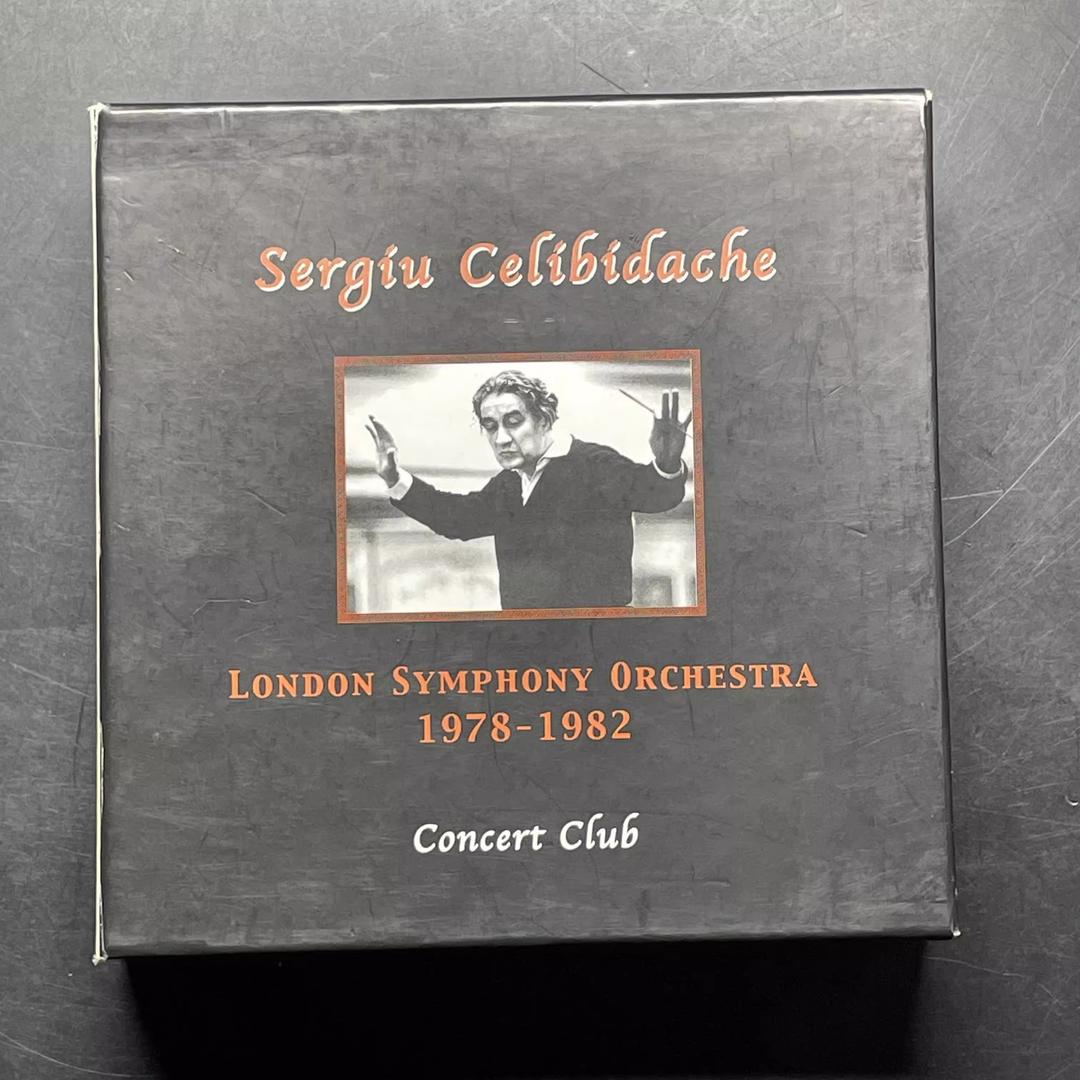 Sergiu Celibidache
London Symphony Orchestra
1978-1982
Concert Club